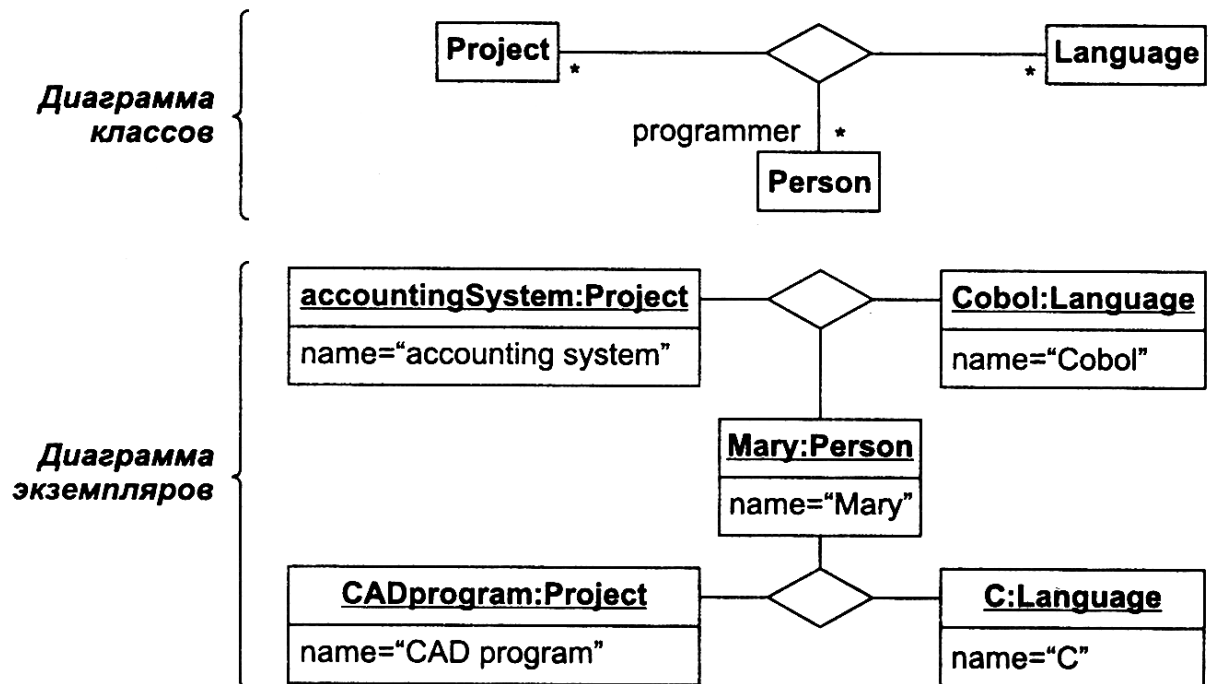 Project
*
*
Language
Диаграмма
классов
programmer *
Person
accountingSystem:Project
name=“accounting system”
Cobol:Language
name=“Cobol”
Диаграмма
экземпляров
Mary:Person
name=“Mary”
CADprogram:Project
name=“CAD program”
C:Language
name=“C”